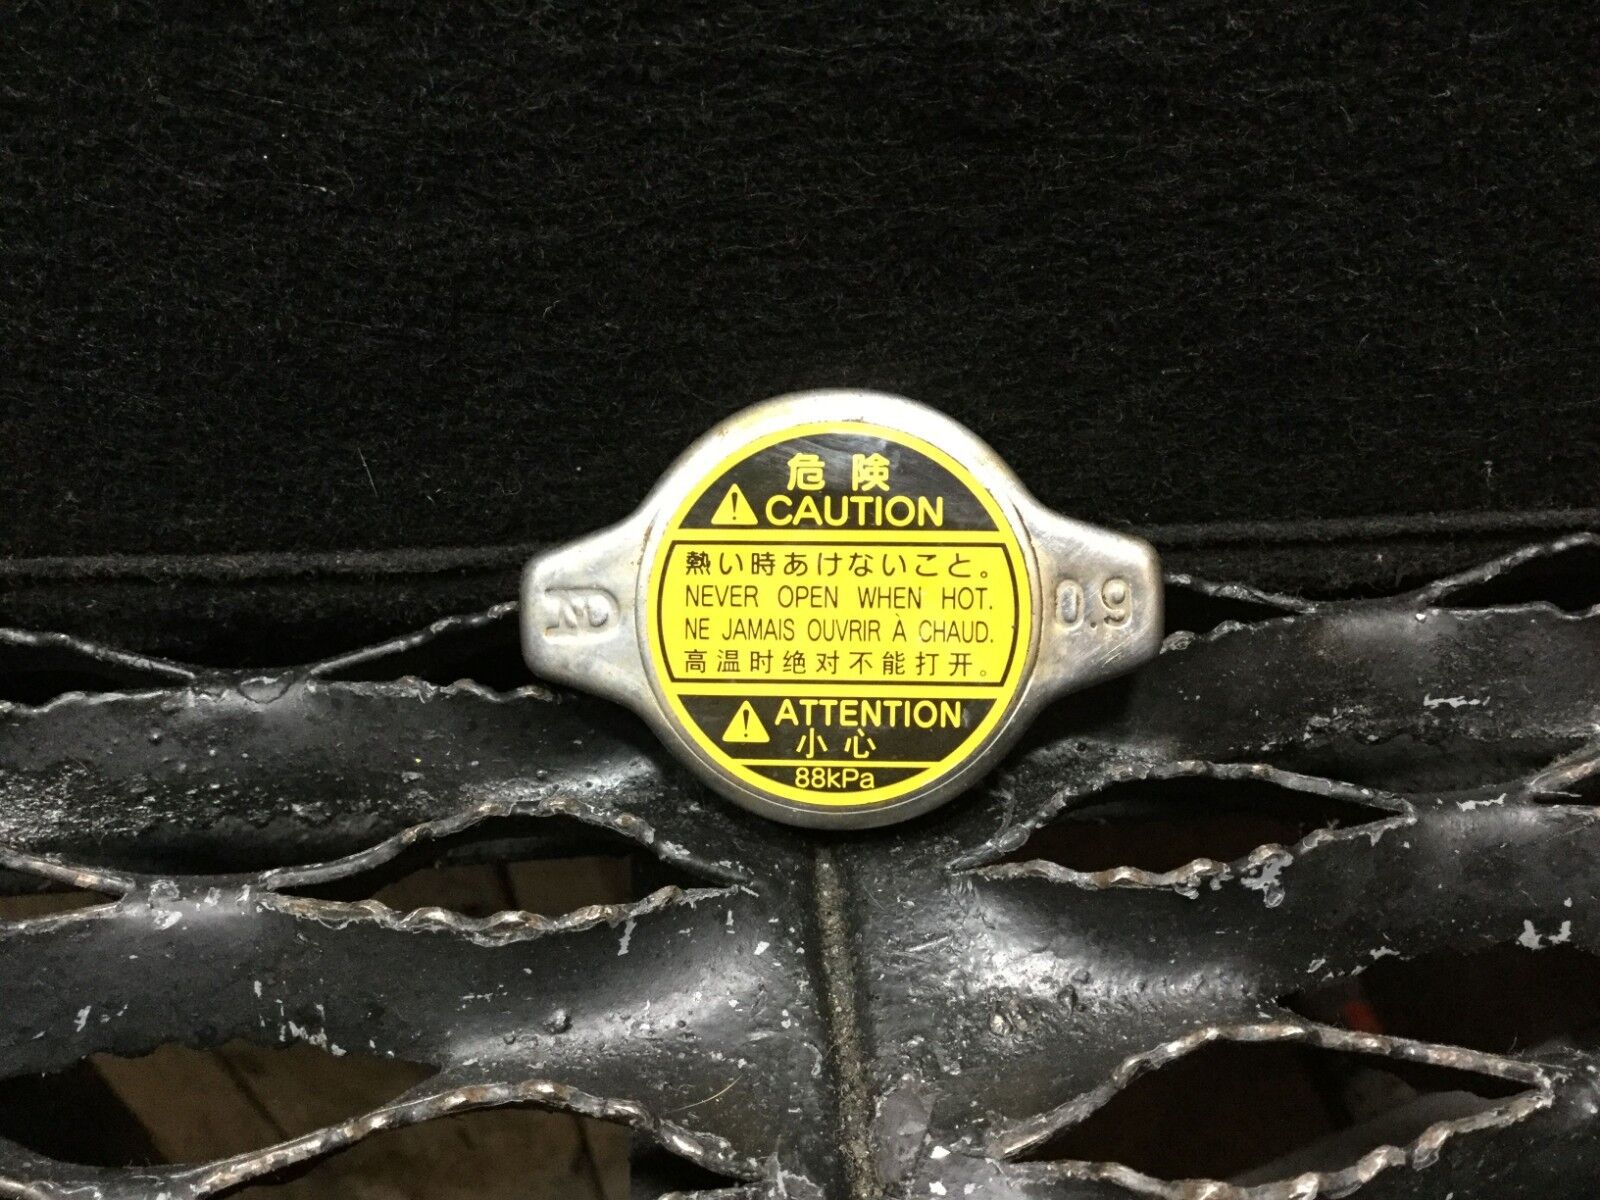 危険
CAUTION
熱い時あけないこと。
NEVER OPEN WHEN HOT.
NE JAMAIS OUVRIR À CHAUD.
高温时绝对不能打开。
ATTENTION
小心
88kPa
0.9